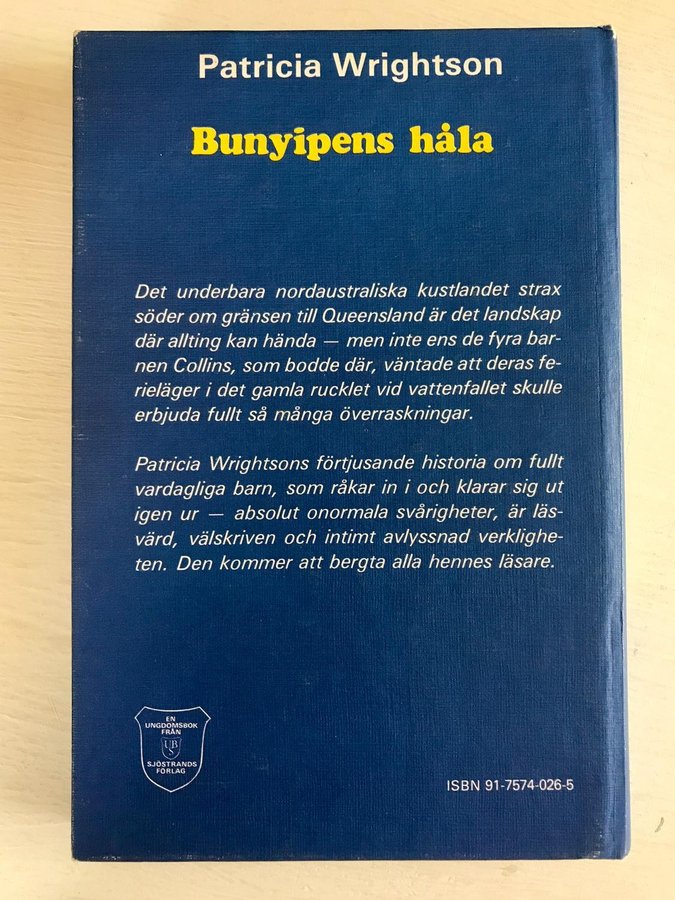 Patricia Wrightson
Bunyipens håla
Det underbara nordaustraliska kustlandet strax
söder om gränsen till Queensland är det landskap
där allting kan hända — men inte ens de fyra bar-
nen Collins, som bodde där, väntade att deras fe-
rieläger i det gamla rucklet vid vattenfallet skulle
erbjuda fullt så många överraskningar.
Patricia Wrightsons förtjusande historia om fullt
vardagliga barn, som råkar in i och klarar sig ut
igen ur — absolut onormala svårigheter, är läs-
värd, välskriven och intimt avlyssnad verklighe-
ten. Den kommer att bergta alla hennes läsare.
EN
UNGDOMSBOK
FRÅN
UBS
SJÖSTRANDS
FÖRLAG
ISBN 91-7574-026-5